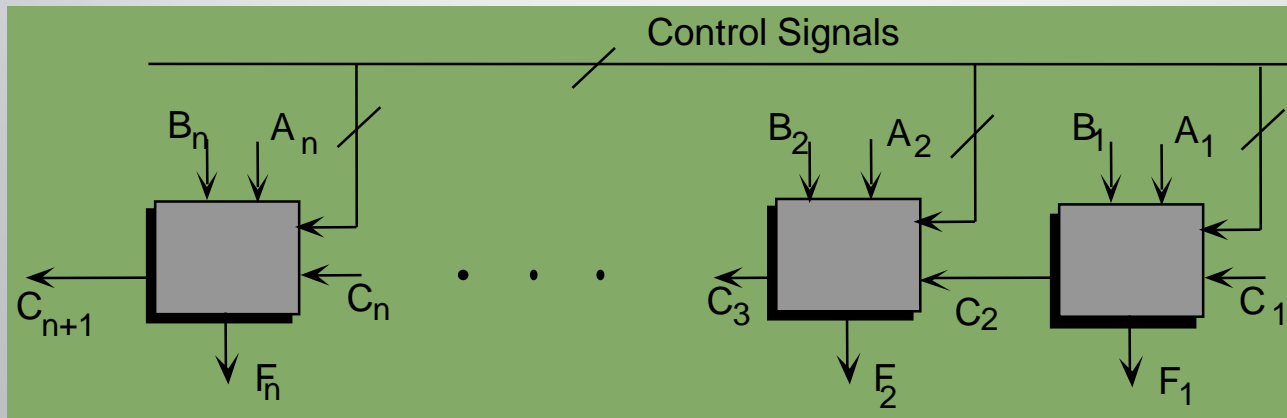 Control Signals
Bn An B2 A2 B1 A1
Cn+1 Cn C3 C2 C1
Fn F2 F1